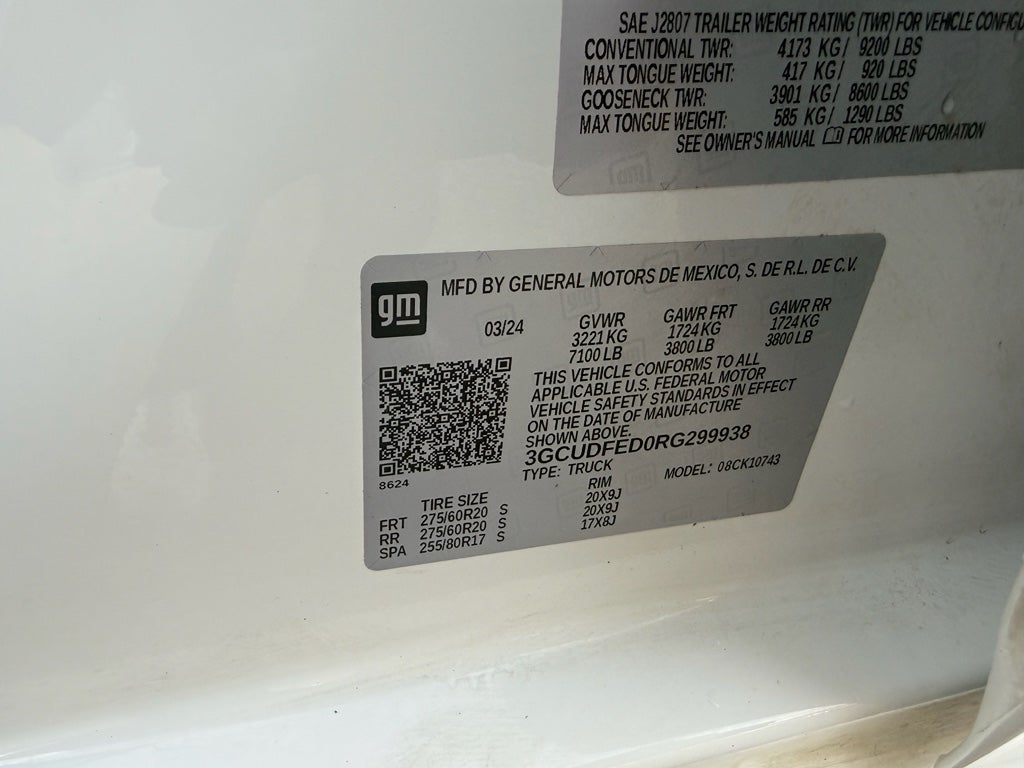 SAE J2807 TRAILER WEIGHT RATING (TWR) FOR VEHICLE
CONVENTIONAL TWR: 4173 KG/ 9200 LBS
MAX TONGUE WEIGHT: 417 KG/ 920 LBS
GOOSENECK TWR: 3901 KG/ 8600 LBS
MAX TONGUE WEIGHT: 585 KG/ 1290 LBS
SEE OWNER'S MANUAL FOR MORE INFORMATION
gm
MFD BY GENERAL MOTORS DE MEXICO, S. DE R.L. DE C.V.
03/24 GVWR GAWR FRT GAWR RR
3221 KG 1724 KG 1724 KG
7100 LB 3800 LB 3800 LB
THIS VEHICLE CONFORMS TO ALL
APPLICABLE U.S. FEDERAL MOTOR
VEHICLE SAFETY STANDARDS IN EFFECT
ON THE DATE OF MANUFACTURE
SHOWN ABOVE.
3GCUDFED0RG299938
TYPE: TRUCK MODEL: 08CK10743
8624
TIRE SIZE RIM
FRT 275/60R20 S 20X9J
RR 275/60R20 S 20X9J
SPA 255/80R17 S 17X8J